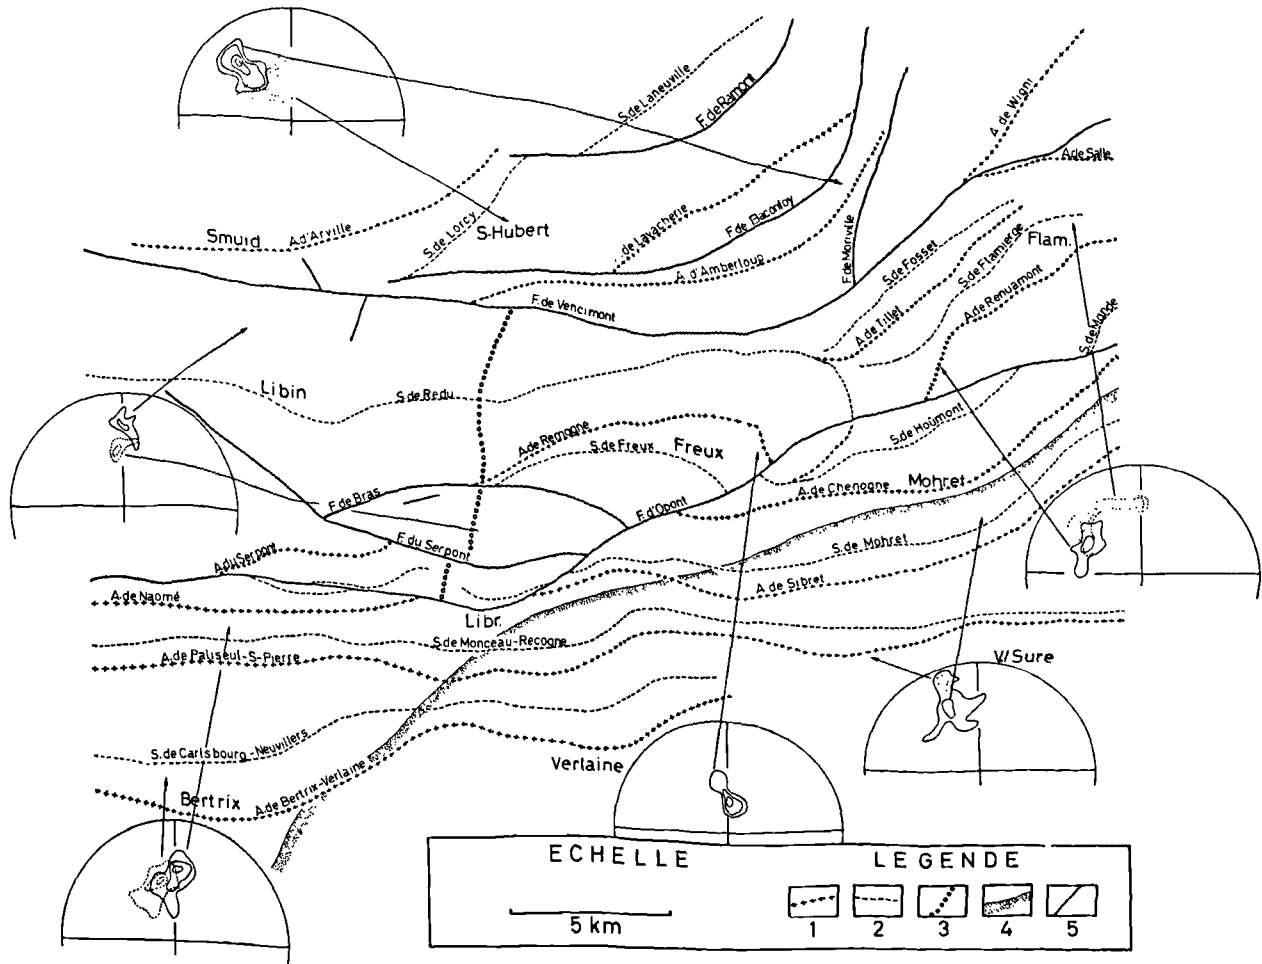 S. de Laneuville
F. de Ramont
A. de Wigni
A. de Salle
Smuid
A. d'Arville
S. de Lorcy
S-Hubert
de Lavacherie
F. de Flaconfoy
A. d'Amberloup
F. de Morville
S. de Fosset
S. de Flamierge
Flam.
A. de Renuamont
A. de Tillet
F. de Vencimont
S. de Mande
Libin
S. de Redu
A. de Remagne
S. de Freux
Freux
S. de Houmont
F. de Bras
F. d'Opont
A. de Chenogne
Mohret
F. du Serpont
A. du Serpont
S. de Mohret
A. de Sibret
A. de Naomé
Libr.
S. de Monceau-Recogne
A. de Paliseul-S-Pierre
V/Sure
S. de Carlsbourg-Neuvillers
Verlaine
Bertrix
A. de Bertrix-Verlaine
ECHELLE
LEGENDE
5 km
1 2 3 4 5